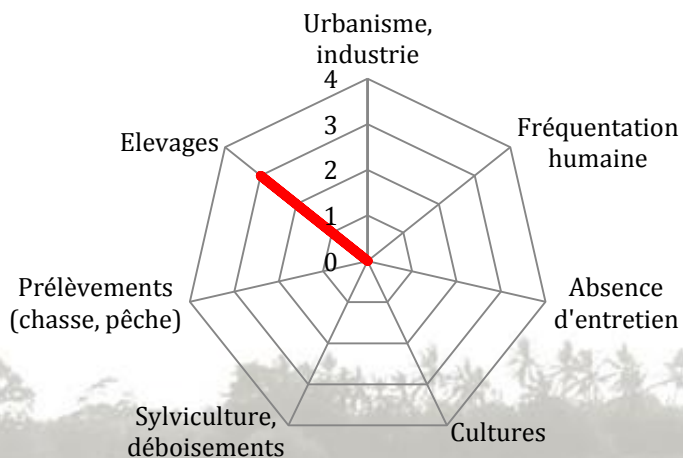 Urbanisme,
industrie
4
3
2
1
0
Fréquentation
humaine
Absence
d'entretien
Cultures
Sylviculture,
déboisements
Prélèvements
(chasse, pêche)
Elevages